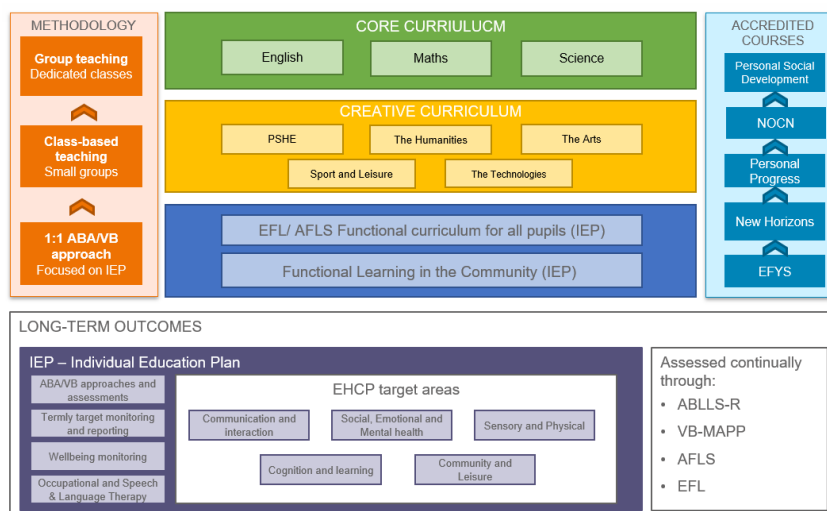 METHODOLOGY
Group teaching
Dedicated classes
Class-based
teaching
Small groups
1:1 ABA/VB
approach
Focused on IEP
CORE CURRIULUCM
English
Maths
Science
CREATIVE CURRICULUM
PSHE
The Humanities
The Arts
Sport and Leisure
The Technologies
EFL/ AFLS Functional curriculum for all pupils (IEP)
Functional Learning in the Community (IEP)
ACCREDITED
COURSES
Personal Social
Development
NOCN
Personal
Progress
New Horizons
EFYS
LONG-TERM OUTCOMES
IEP – Individual Education Plan
ABA/VB approaches and
assessments
Termly target monitoring
and reporting
Wellbeing monitoring
Occupational and Speech
& Language Therapy
EHCP target areas
Communication and
interaction
Social, Emotional and
Mental health
Sensory and Physical
Cognition and learning
Community and
Leisure
Assessed continually
through:
• ABLLS-R
• VB-MAPP
• AFLS
• EFL